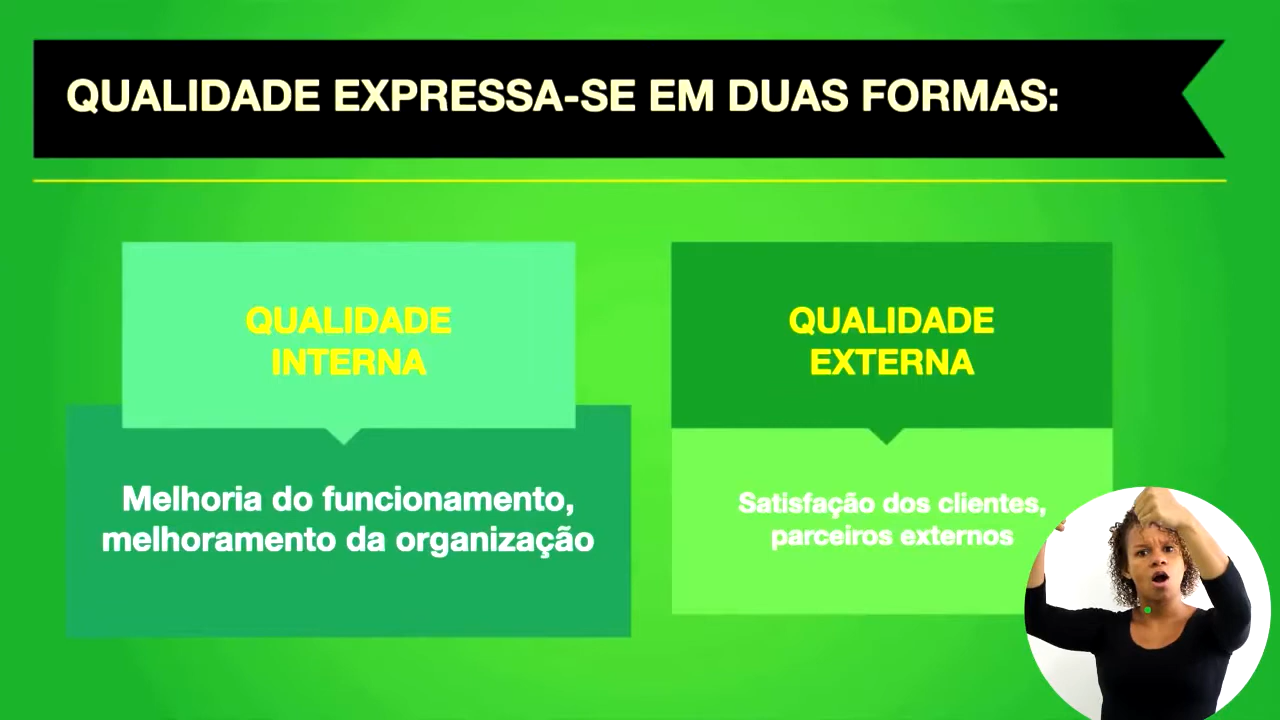 QUALIDADE EXPRESSA-SE EM DUAS FORMAS:
QUALIDADE
INTERNA
Melhoria do funcionamento,
melhoramento da organização
QUALIDADE
EXTERNA
Satisfação dos clientes,
parceiros externos